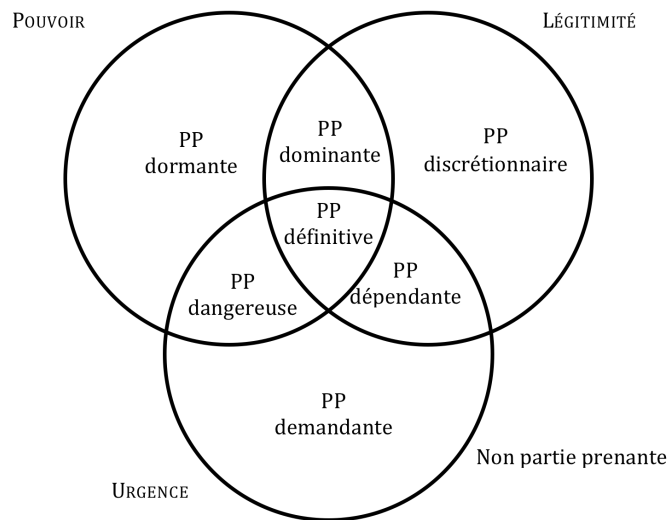 POUVOIR
LÉGITIMITÉ
PP
dormante
PP
dominante
PP
discrétionnaire
PP
définitive
PP
dangereuse
PP
dépendante
PP
demandante
Non partie prenante
URGENCE